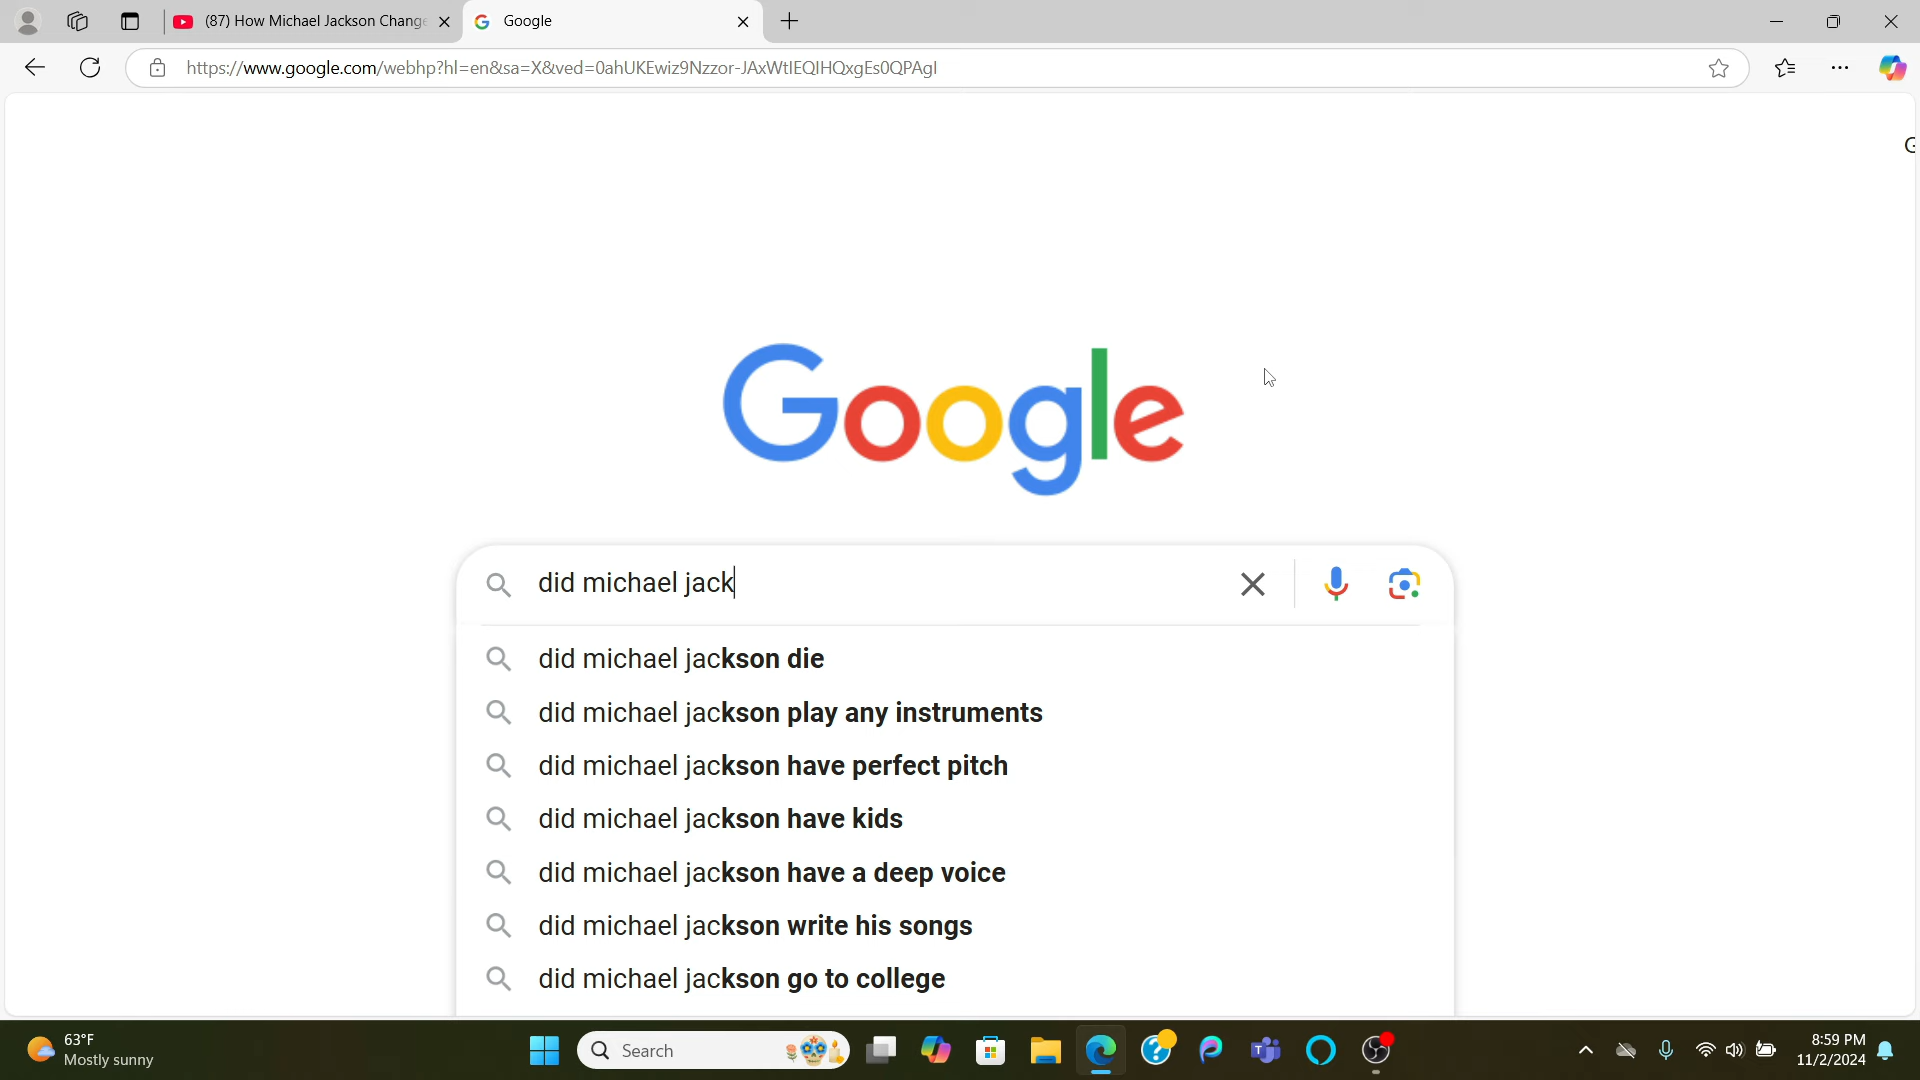 (87) How Michael Jackson Change
Google
https://www.google.com/webhp?hl=en&sa=X&ved=0ahUKEwiz9Nzzor-JAxWtIEQIHQxgEs0QPAgI
G
Google
did michael jack
did michael jackson die
did michael jackson play any instruments
did michael jackson have perfect pitch
did michael jackson have kids
did michael jackson have a deep voice
did michael jackson write his songs
did michael jackson go to college
63°F
Mostly sunny
Search
8:59 PM
11/2/2024